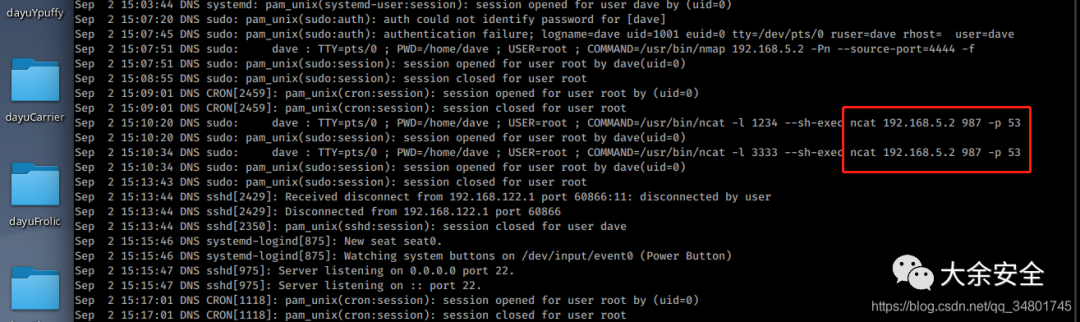 dayuYpuffy
dayuCarrier
dayuFrolic
Sep 2 15:03:44 DNS systemd: pam_unix(systemd-user:session): session opened for user dave by (uid=0)
Sep 2 15:07:20 DNS sudo: pam_unix(sudo:auth): auth could not identify password for [dave]
Sep 2 15:07:45 DNS sudo: pam_unix(sudo:auth): authentication failure; logname=dave uid=1001 euid=0 tty=/dev/pts/0 ruser=dave rhost= user=dave
Sep 2 15:07:51 DNS sudo: dave : TTY=pts/0 ; PWD=/home/dave ; USER=root ; COMMAND=/usr/bin/nmap 192.168.5.2 -Pn --source-port=4444 -f
Sep 2 15:07:51 DNS sudo: pam_unix(sudo:session): session opened for user root by dave(uid=0)
Sep 2 15:08:55 DNS sudo: pam_unix(sudo:session): session closed for user root
Sep 2 15:09:01 DNS CRON[2459]: pam_unix(cron:session): session opened for user root by (uid=0)
Sep 2 15:09:01 DNS CRON[2459]: pam_unix(cron:session): session closed for user root
Sep 2 15:10:20 DNS sudo: dave : TTY=pts/0 ; PWD=/home/dave ; USER=root ; COMMAND=/usr/bin/ncat -l 1234 --sh-exec ncat 192.168.5.2 987 -p 53
Sep 2 15:10:20 DNS sudo: pam_unix(sudo:session): session opened for user root by dave(uid=0)
Sep 2 15:10:34 DNS sudo: dave : TTY=pts/0 ; PWD=/home/dave ; USER=root ; COMMAND=/usr/bin/ncat -l 3333 --sh-exec ncat 192.168.5.2 987 -p 53
Sep 2 15:10:34 DNS sudo: pam_unix(sudo:session): session opened for user root by dave(uid=0)
Sep 2 15:13:43 DNS sudo: pam_unix(sudo:session): session closed for user root
Sep 2 15:13:44 DNS sshd[2429]: Received disconnect from 192.168.122.1 port 60866:11: disconnected by user
Sep 2 15:13:44 DNS sshd[2429]: Disconnected from 192.168.122.1 port 60866
Sep 2 15:13:44 DNS sshd[2350]: pam_unix(sshd:session): session closed for user dave
Sep 2 15:15:46 DNS systemd-logind[875]: New seat seat0.
Sep 2 15:15:46 DNS systemd-logind[875]: Watching system buttons on /dev/input/event0 (Power Button)
Sep 2 15:15:47 DNS sshd[975]: Server listening on 0.0.0.0 port 22.
Sep 2 15:15:47 DNS sshd[975]: Server listening on :: port 22.
Sep 2 15:17:01 DNS CRON[1118]: pam_unix(cron:session): session opened for user root by (uid=0)
Sep 2 15:17:01 DNS CRON[1118]: pam_unix(cron:session): session closed for user root
大余安全
https://blog.csdn.net/qq_34801745